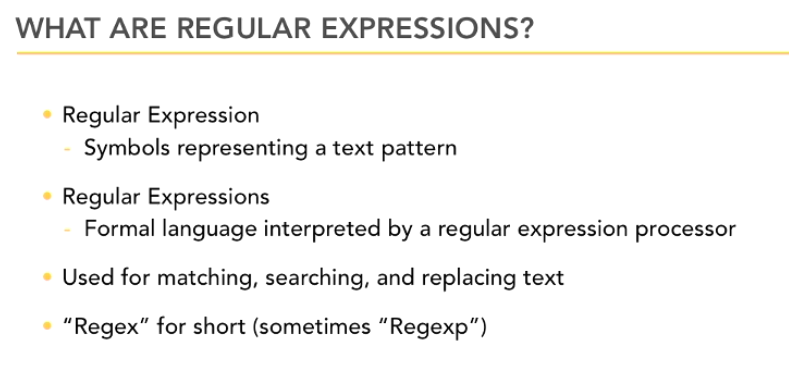 WHAT ARE REGULAR EXPRESSIONS?
• Regular Expression
- Symbols representing a text pattern
• Regular Expressions
- Formal language interpreted by a regular expression processor
• Used for matching, searching, and replacing text
• “Regex” for short (sometimes “Regexp”)